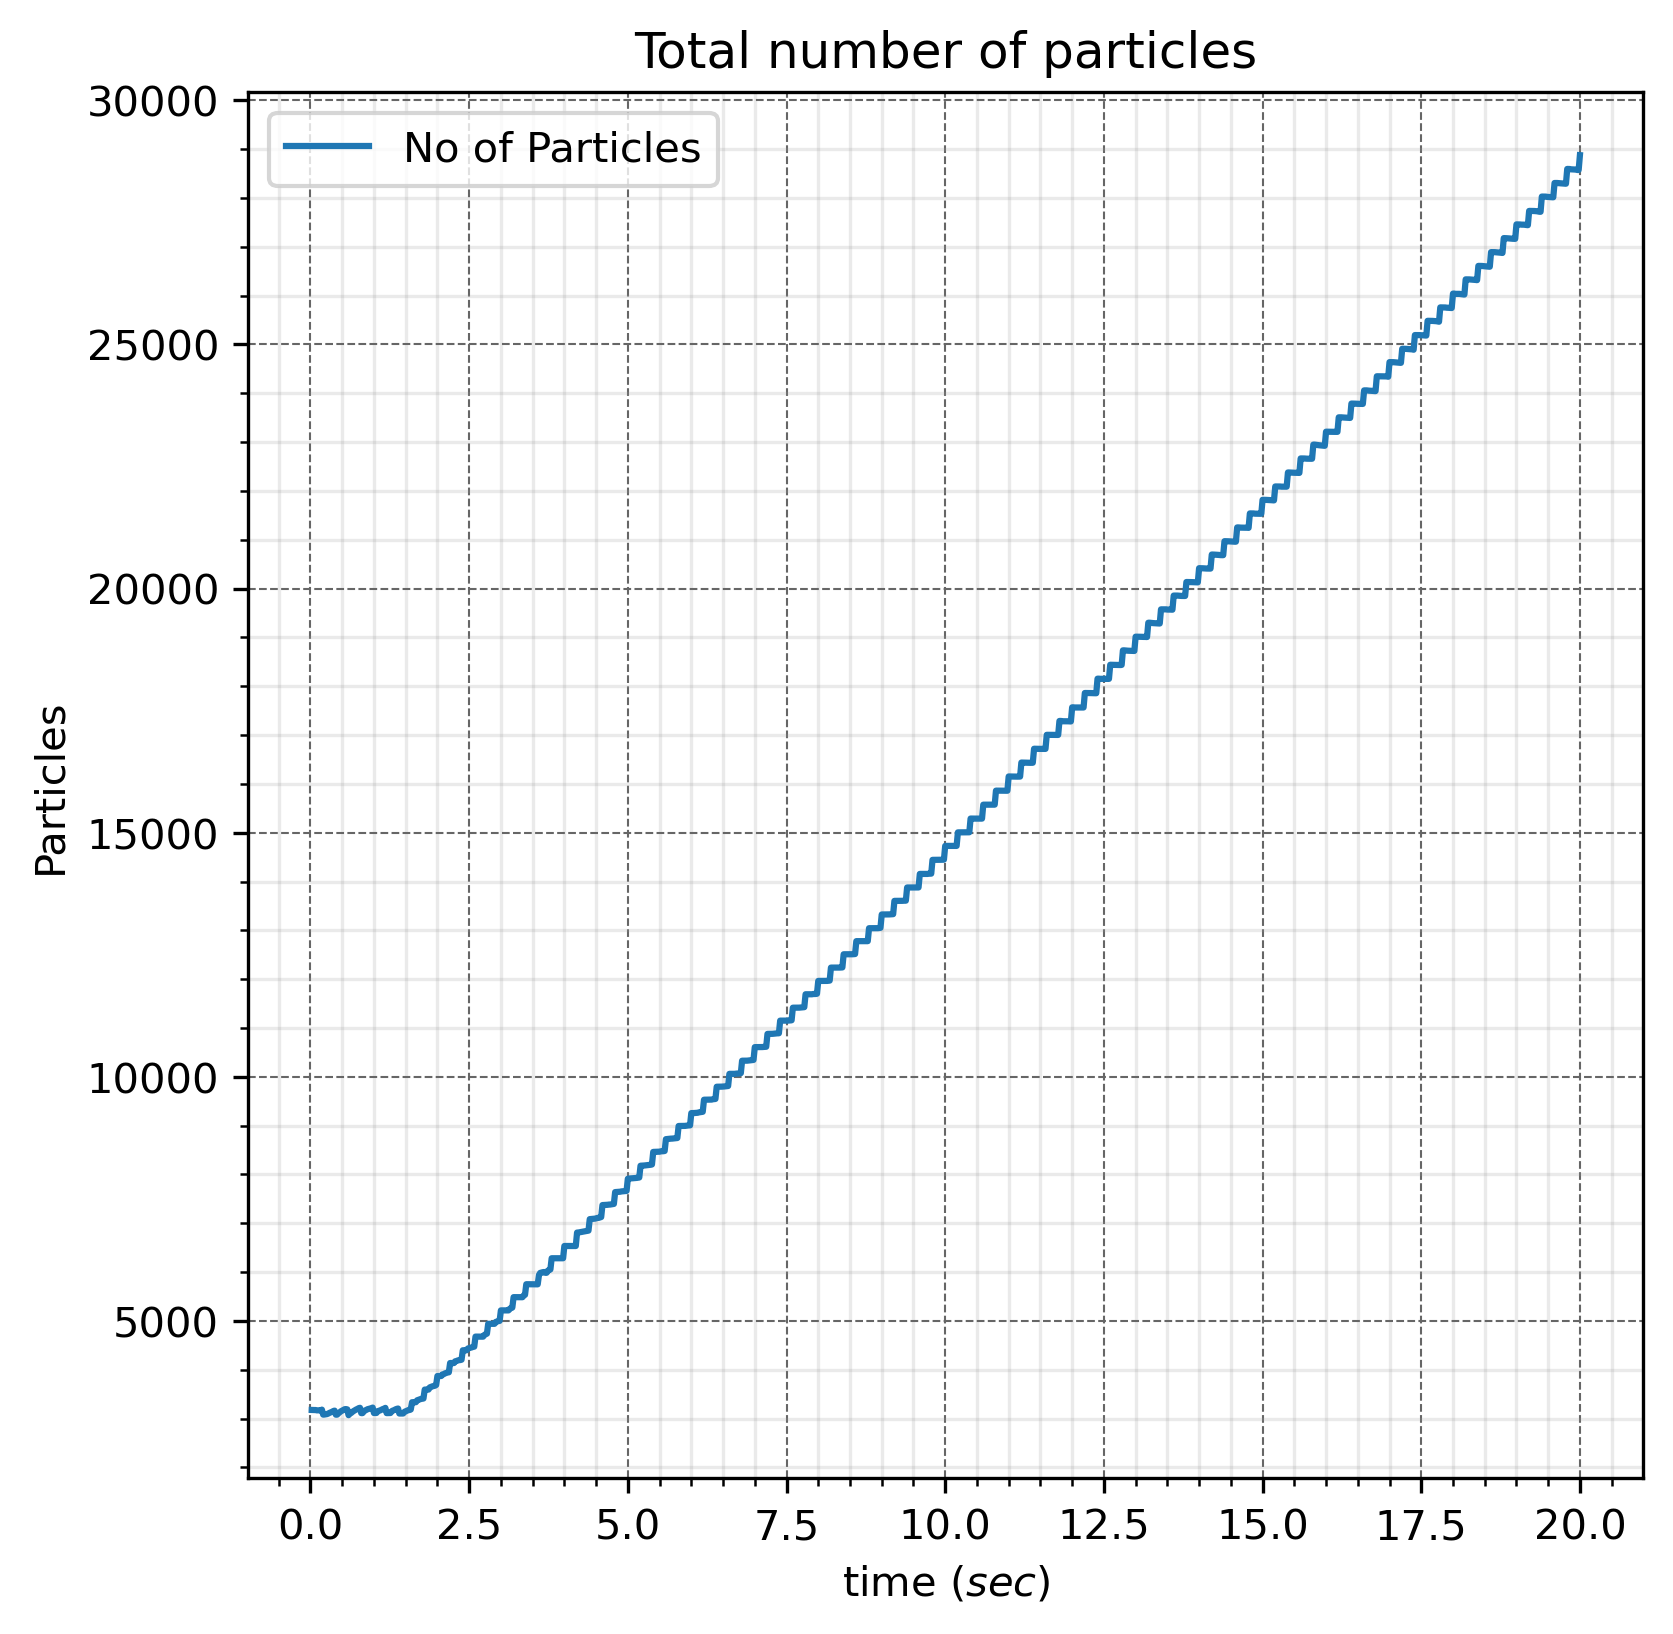 Total number of particles
No of Particles
30000
25000
20000
15000
10000
5000
Particles
0.0 2.5 5.0 7.5 10.0 12.5 15.0 17.5 20.0
time (sec)